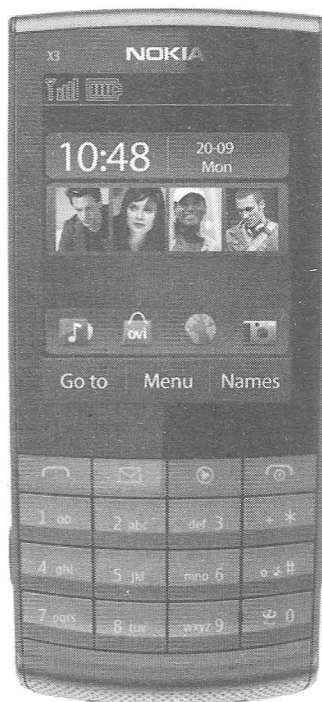 X3 NOKIA
10:48 20-09
Mon
ovi
Go to Menu Names
1 oo 2 abc def 3 + *
4 ghi 5 jkl mno 6 #
7 pqrs 8 tuv wxyz 9 0